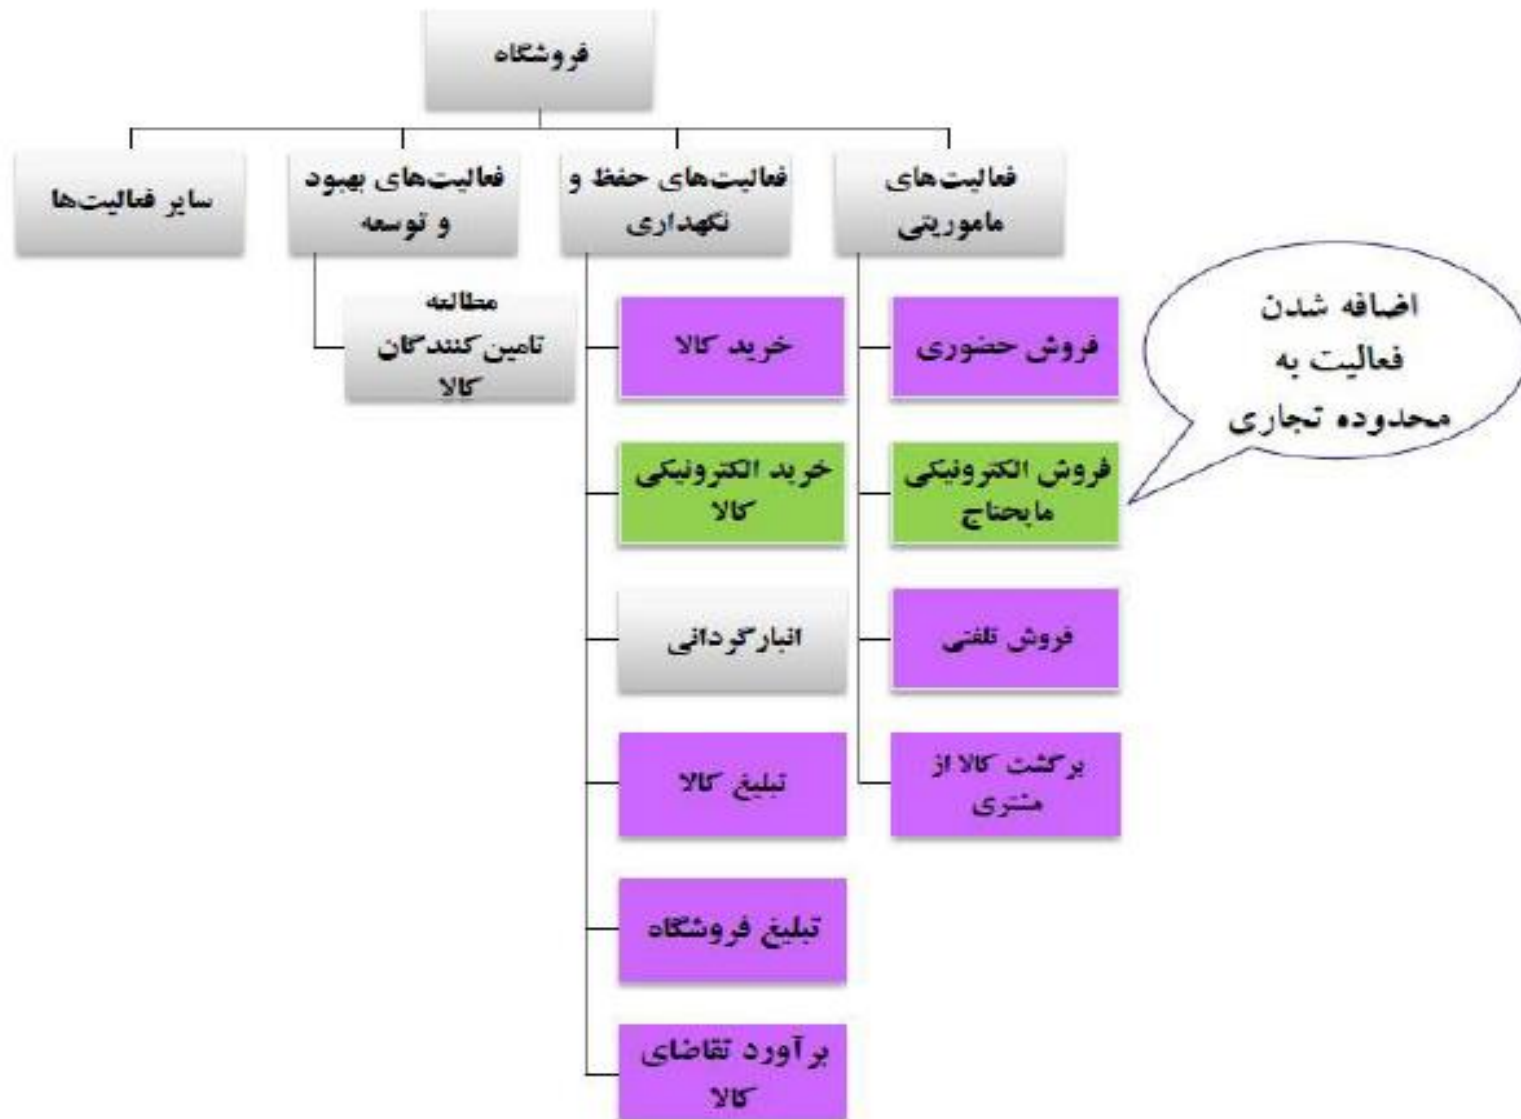 فروشگاه
فعالیت‌های
ماموریتی
فعالیت‌های حفظ و
نگهداری
فعالیت‌های بهبود
و توسعه
سایر فعالیت‌ها
فروش حضوری
فروش الکترونیکی
مایحتاج
فروش تلفنی
برگشت کالا از
مشتری
خرید کالا
خرید الکترونیکی
کالا
انبارگردانی
تبلیغ کالا
تبلیغ فروشگاه
برآورد تقاضای
کالا
مطالعه
تامین‌کنندگان
کالا
اضافه شدن
فعالیت به
محدوده تجاری